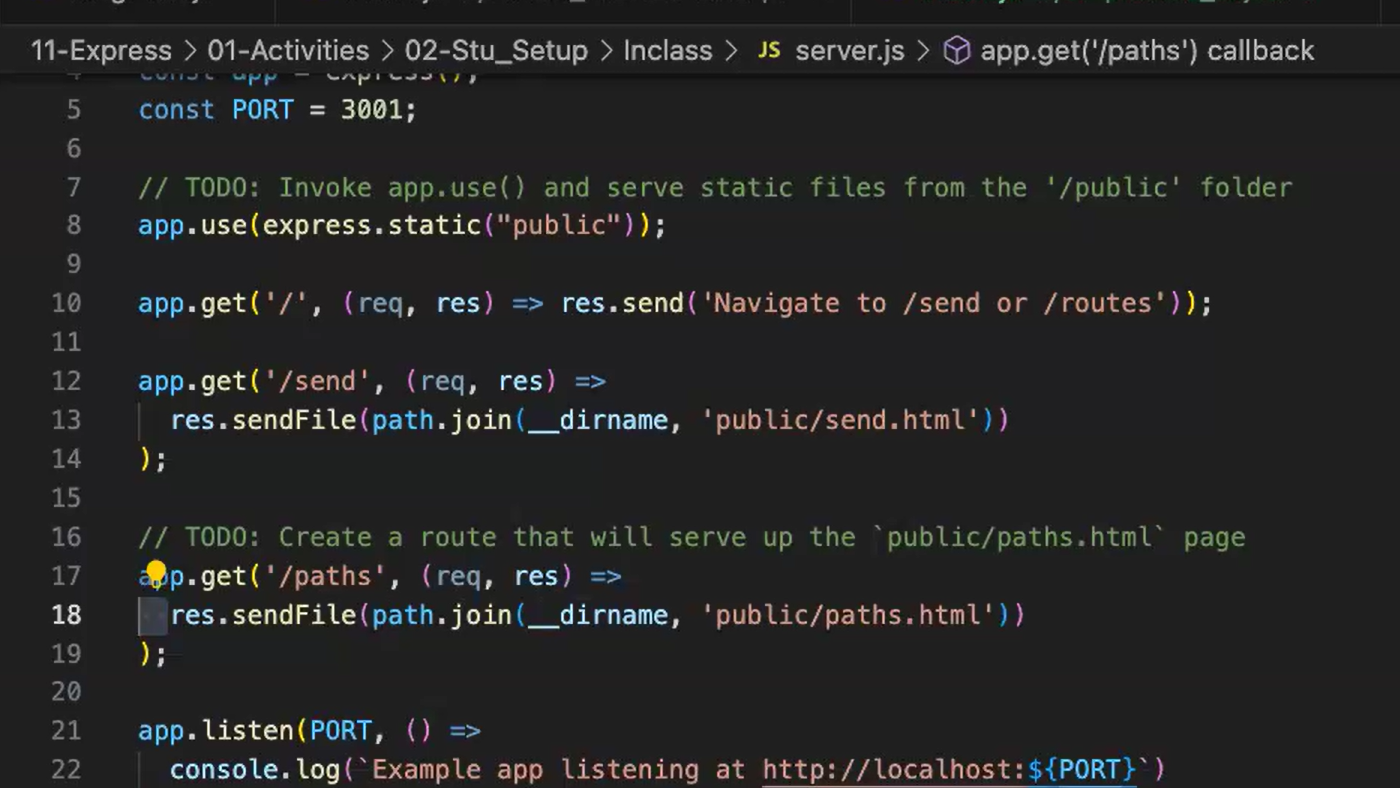 11-Express > 01-Activities > 02-Stu_Setup > Inclass > JS server.js > app.get('/paths') callback
4 const app = express();
5 const PORT = 3001;
6
7 // TODO: Invoke app.use() and serve static files from the '/public' folder
8 app.use(express.static("public"));
9
10 app.get('/', (req, res) => res.send('Navigate to /send or /routes'));
11
12 app.get('/send', (req, res) =>
13 res.sendFile(path.join(__dirname, 'public/send.html'))
14 );
15
16 // TODO: Create a route that will serve up the `public/paths.html` page
17 app.get('/paths', (req, res) =>
18 res.sendFile(path.join(__dirname, 'public/paths.html'))
19 );
20
21 app.listen(PORT, () =>
22 console.log(`Example app listening at http://localhost:${PORT}`)